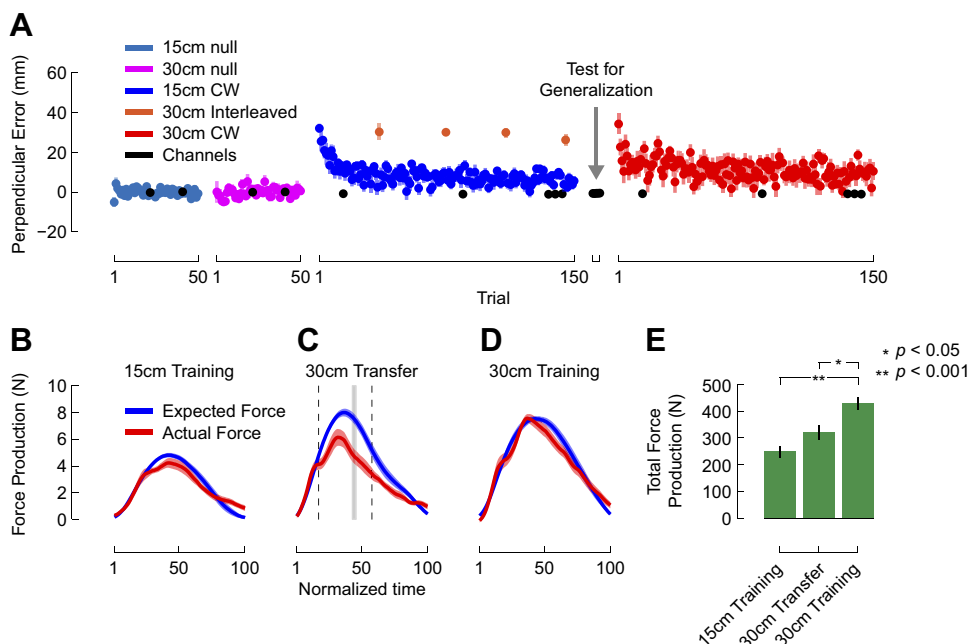 A
15cm null
30cm null
15cm CW
30cm Interleaved
30cm CW
Channels
Test for
Generalization
Perpendicular Error (mm)
60
40
20
0
−20
1 50 1 50 1 150 1 150
Trial
B C D E
15cm Training 30cm Transfer 30cm Training
Force Production (N)
10
8
6
4
2
0
Expected Force
Actual Force
1 50 100 1 50 100 1 50 100
Normalized time
* p < 0.05
** p < 0.001
*
**
Total Force
Production (N)
500
400
300
200
100
0
15cm Training
30cm Transfer
30cm Training